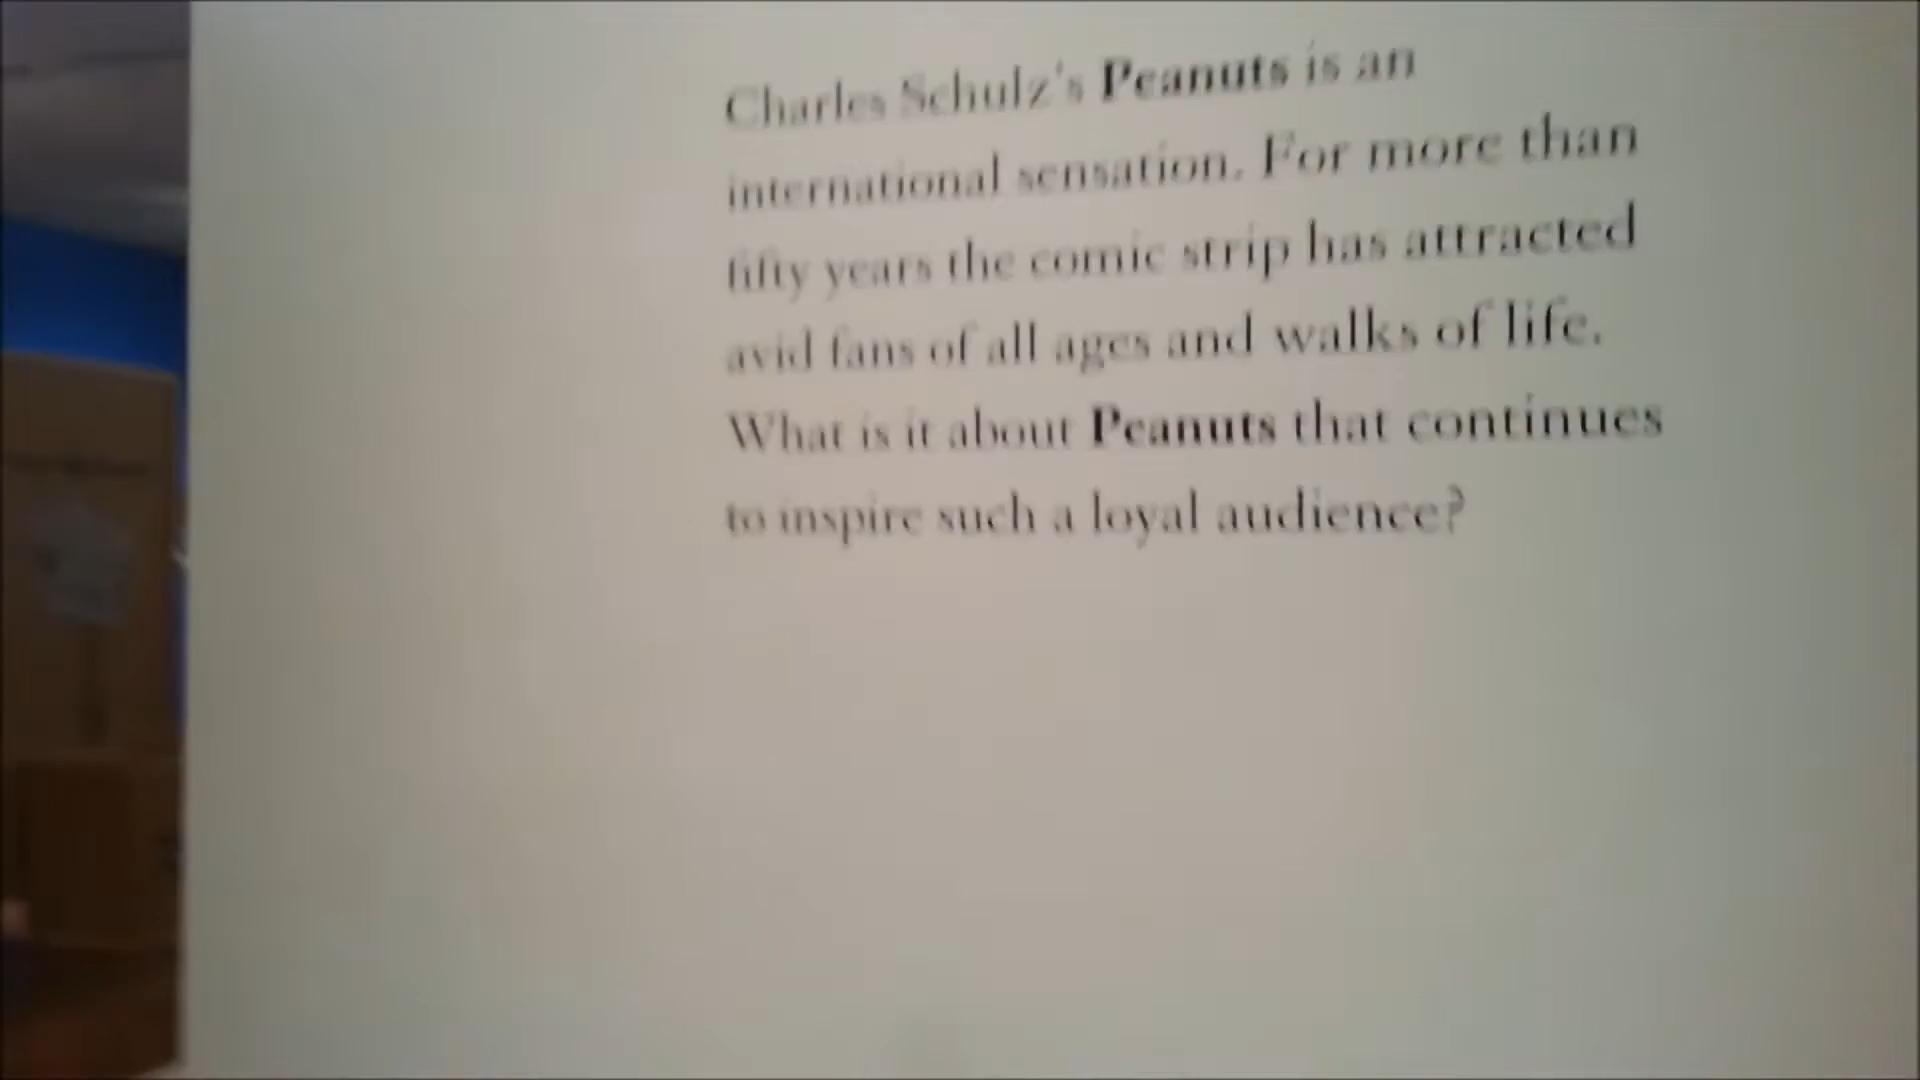 Charles Schulz's Peanuts is an
international sensation. For more than
fifty years the comic strip has attracted
avid fans of all ages and walks of life.
What is it about Peanuts that continues
to inspire such a loyal audience?